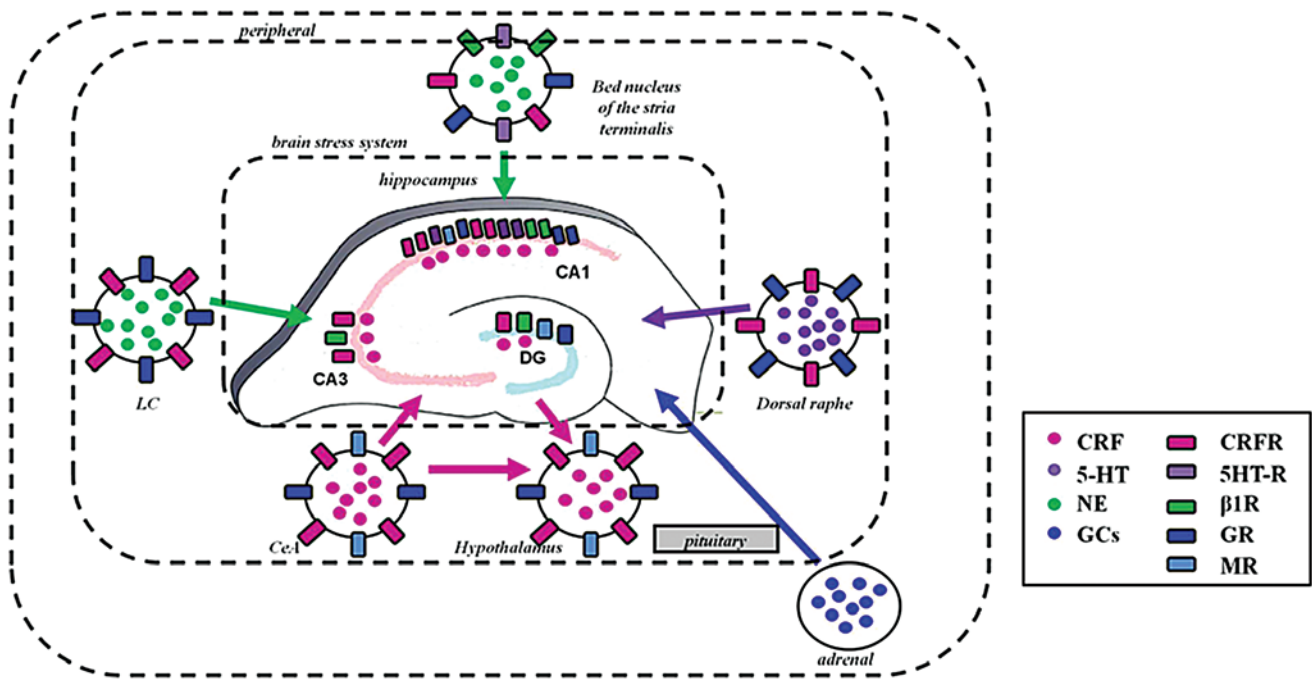 peripheral
Bed nucleus
of the stria
terminalis
brain stress system
hippocampus
CA1
CA3
DG
LC
Dorsal raphe
CeA
Hypothalamus
pituitary
adrenal
CRF
CRFR
5-HT
5HT-R
NE
β1R
GCs
GR
MR